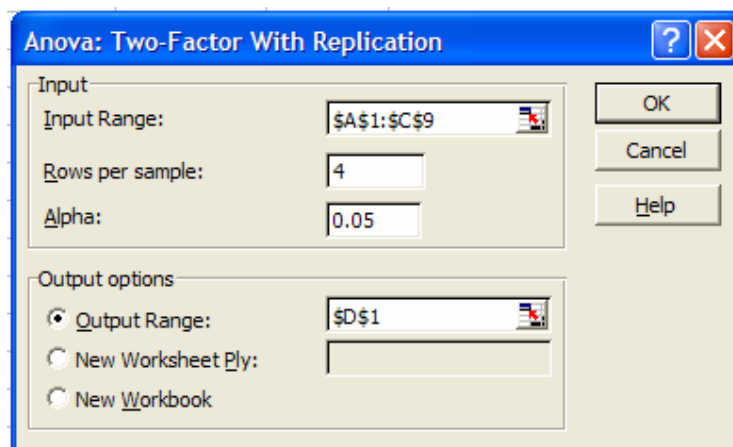 Anova: Two-Factor With Replication
Input
Input Range: $A$1:$C$9
Rows per sample: 4
Alpha: 0.05
OK
Cancel
Help
Output options
Output Range: $D$1
New Worksheet Ply:
New Workbook